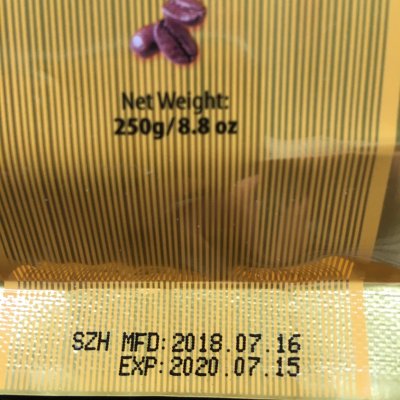 Net Weight:
250g/8.8 oz
SZH MFD:2018.07.16
EXP:2020.07.15